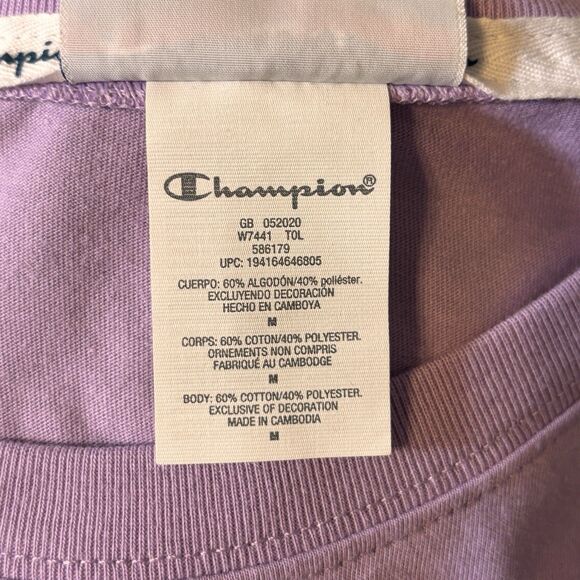 Champion®
GB 052020
W7441 TOL
586179
UPC: 194164646805
CUERPO: 60% ALGODÓN/40% poliéster.
EXCLUYENDO DECORACIÓN
HECHO EN CAMBOYA
M
CORPS: 60% COTON/40% POLYESTER.
ORNEMENTS NON COMPRIS
FABRIQUÉ AU CAMBODGE
M
BODY: 60% COTTON/40% POLYESTER.
EXCLUSIVE OF DECORATION
MADE IN CAMBODIA
M